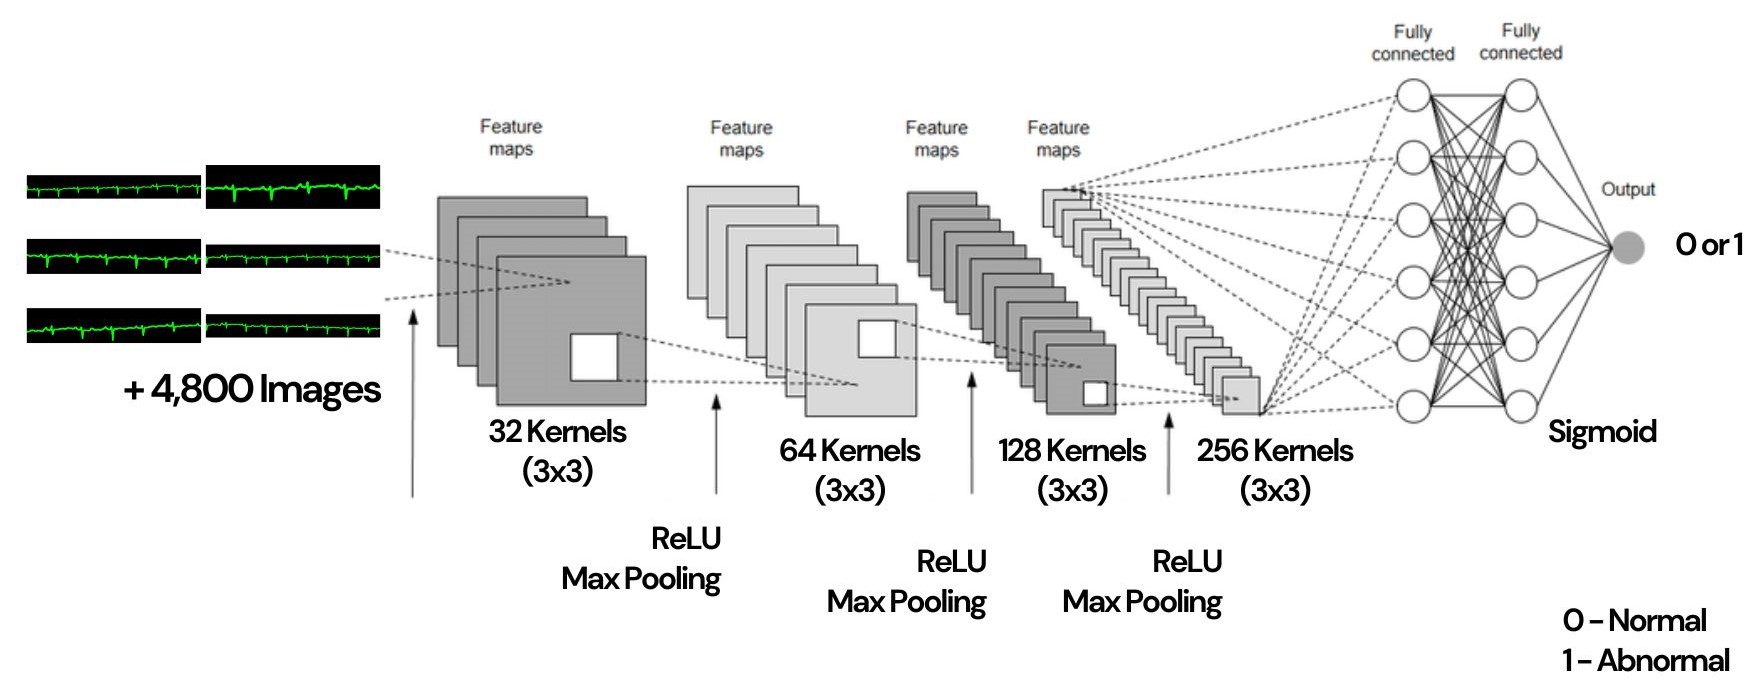 Fully
connected
Fully
connected
Feature
maps
Feature
maps
Feature
maps
Feature
maps
Output
0 or 1
+ 4,800 Images
32 Kernels
(3x3)
64 Kernels
(3x3)
128 Kernels
(3x3)
256 Kernels
(3x3)
Sigmoid
ReLU
Max Pooling
ReLU
Max Pooling
ReLU
Max Pooling
0 – Normal
1 – Abnormal